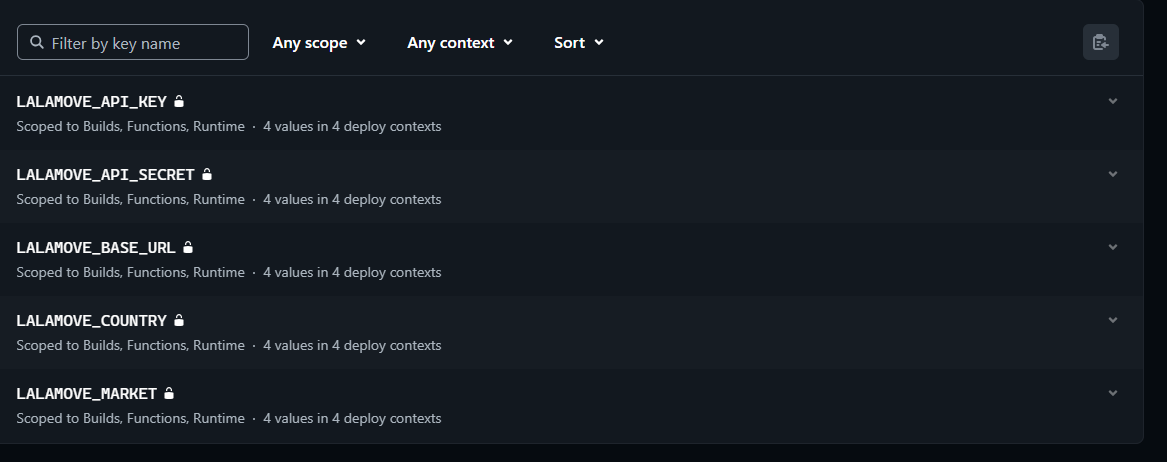 Filter by key name
Any scope
Any context
Sort
LALAMOVE_API_KEY
Scoped to Builds, Functions, Runtime · 4 values in 4 deploy contexts
LALAMOVE_API_SECRET
Scoped to Builds, Functions, Runtime · 4 values in 4 deploy contexts
LALAMOVE_BASE_URL
Scoped to Builds, Functions, Runtime · 4 values in 4 deploy contexts
LALAMOVE_COUNTRY
Scoped to Builds, Functions, Runtime · 4 values in 4 deploy contexts
LALAMOVE_MARKET
Scoped to Builds, Functions, Runtime · 4 values in 4 deploy contexts